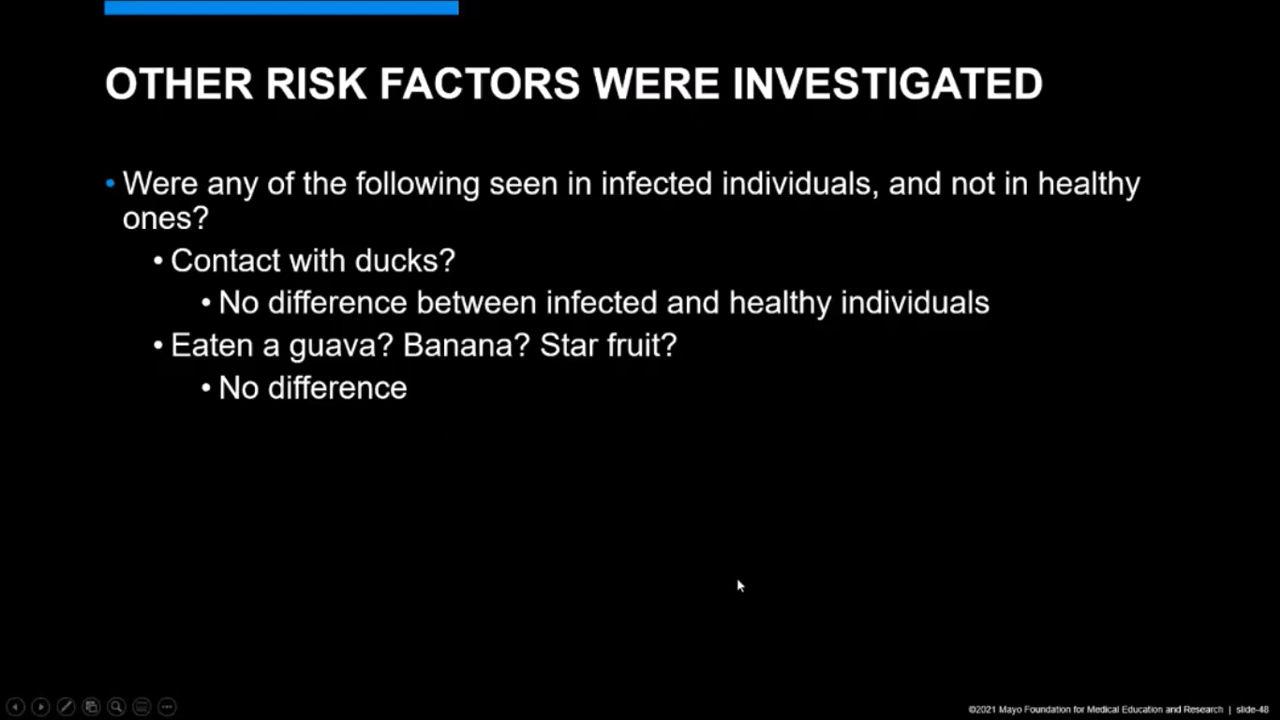 OTHER RISK FACTORS WERE INVESTIGATED
• Were any of the following seen in infected individuals, and not in healthy
ones?
• Contact with ducks?
• No difference between infected and healthy individuals
• Eaten a guava? Banana? Star fruit?
• No difference
©2021 Mayo Foundation for Medical Education and Research | slide-48